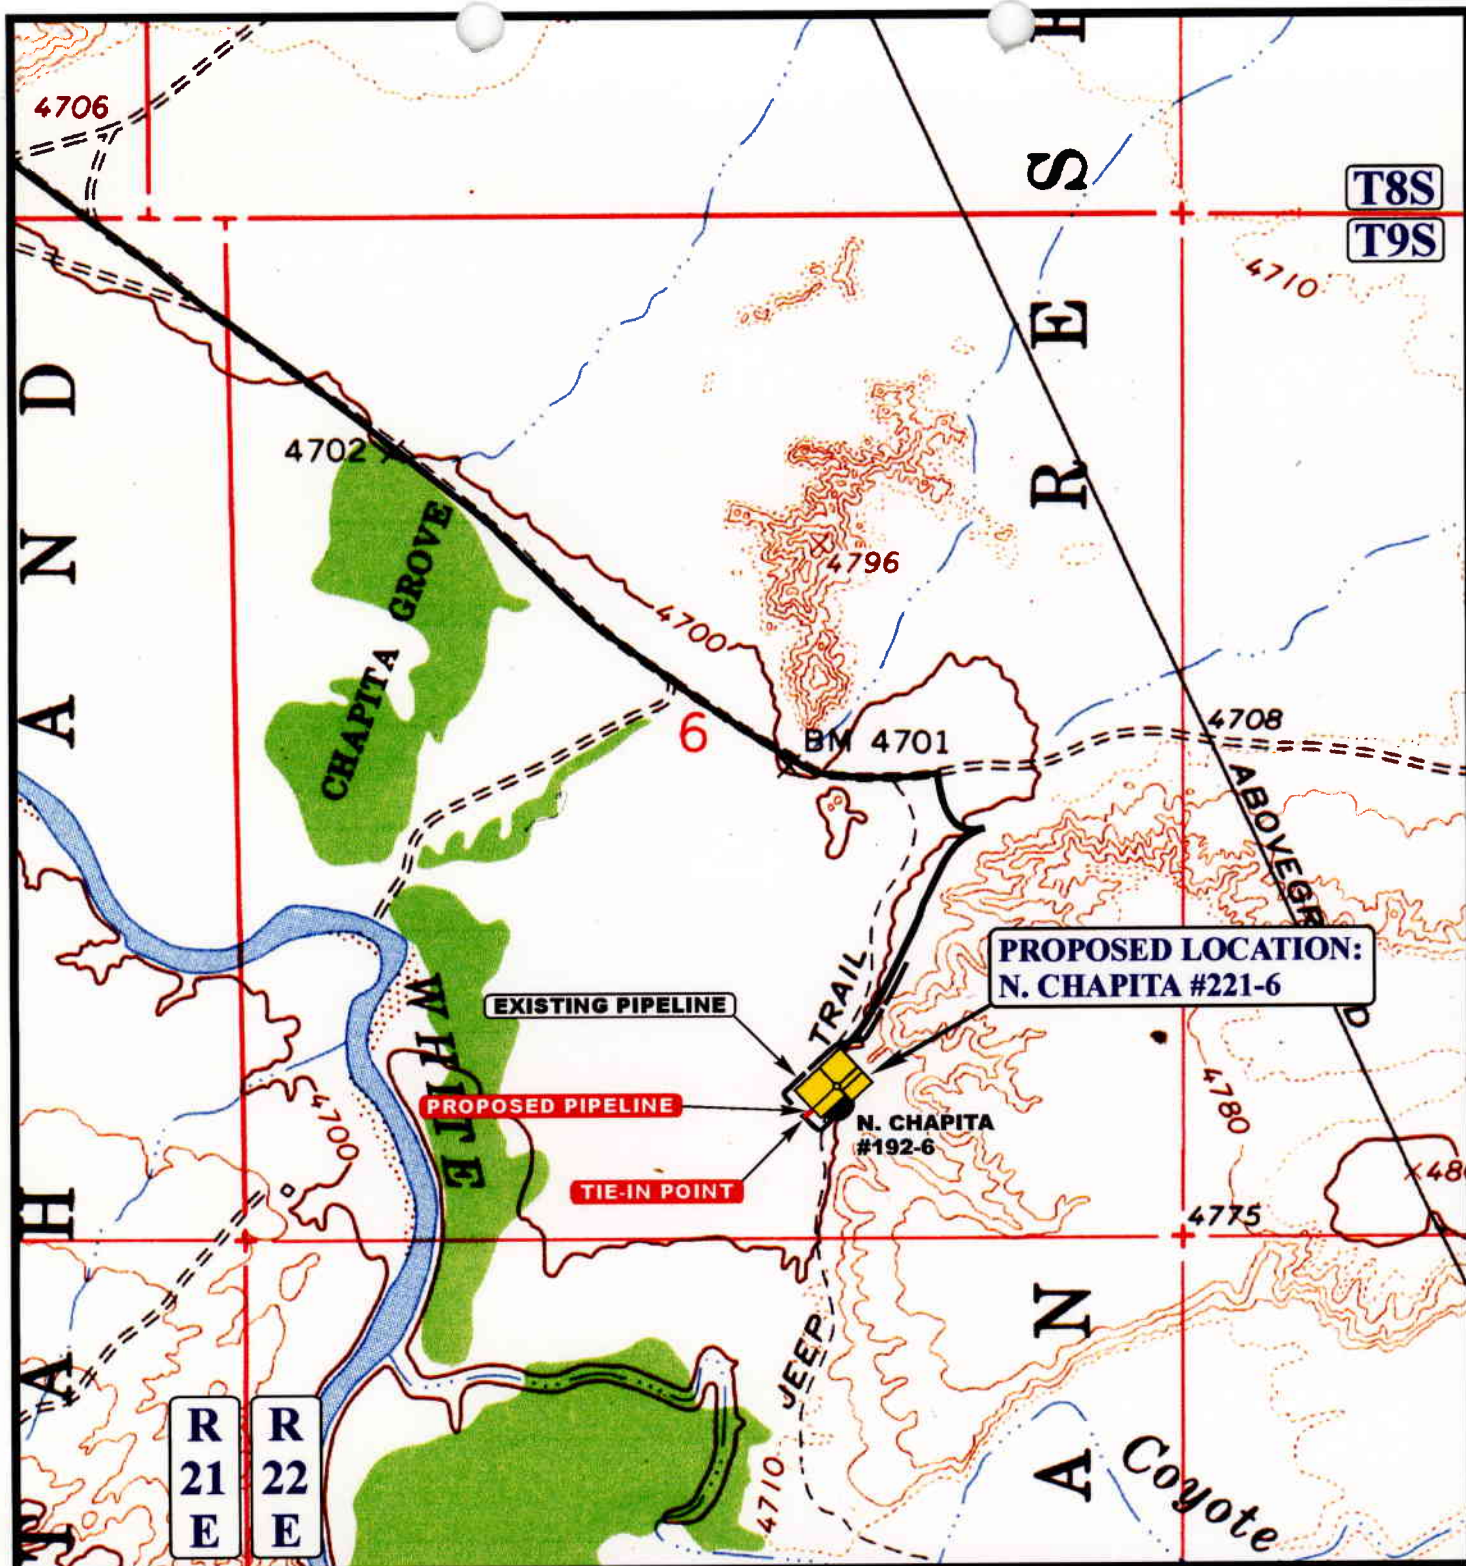 4706
T8S
T9S
4710
4702
CHAPITA GROVE
4796
4700
6
BM 4701
4708
PROPOSED LOCATION:
N. CHAPITA #221-6
TRAIL
EXISTING PIPELINE
PROPOSED PIPELINE
N. CHAPITA
#192-6
TIE-IN POINT
WHITE
4700
4780
4775
JEEP
4710
Coyote
R
21
E
R
22
E
A N D
H
A
R E S
A N